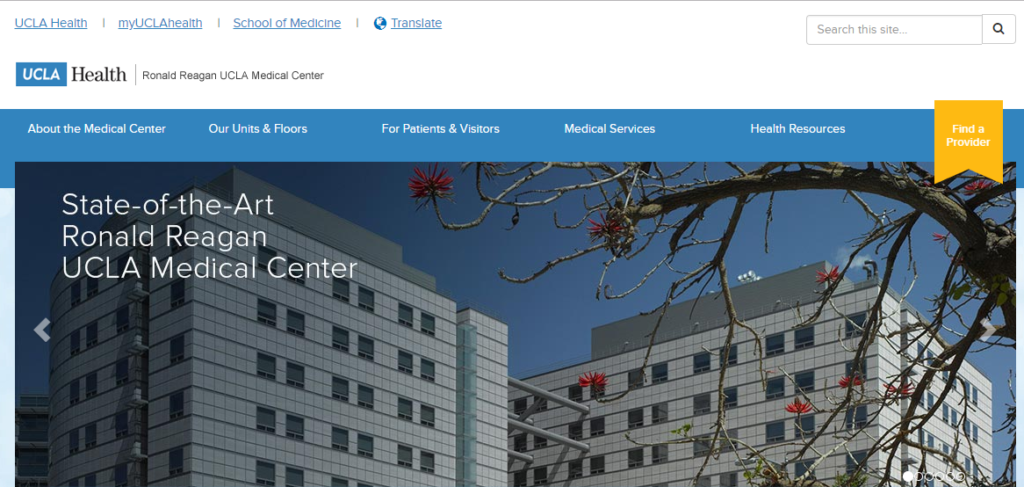 UCLA Health | myUCLAhealth | School of Medicine | Translate
Search this site...
UCLA Health | Ronald Reagan UCLA Medical Center
About the Medical Center Our Units & Floors For Patients & Visitors Medical Services Health Resources
Find a
Provider
State-of-the-Art
Ronald Reagan
UCLA Medical Center